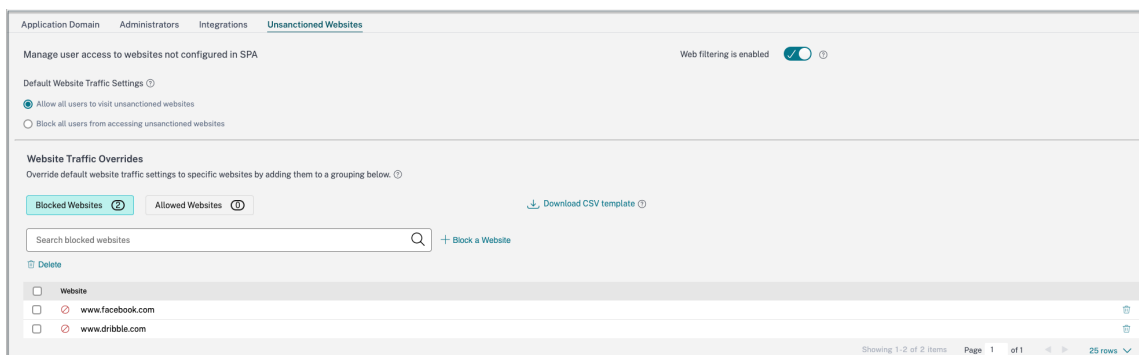 Application Domain Administrators Integrations Unsanctioned Websites
Manage user access to websites not configured in SPA Web filtering is enabled
Default Website Traffic Settings
Allow all users to visit unsanctioned websites
Block all users from accessing unsanctioned websites
Website Traffic Overrides
Override default website traffic settings to specific websites by adding them to a grouping below.
Blocked Websites 2 Allowed Websites 0 Download CSV template
Search blocked websites Block a Website
Delete
Website
www.facebook.com
www.dribble.com
Showing 1-2 of 2 items Page 1 of 1 25 rows